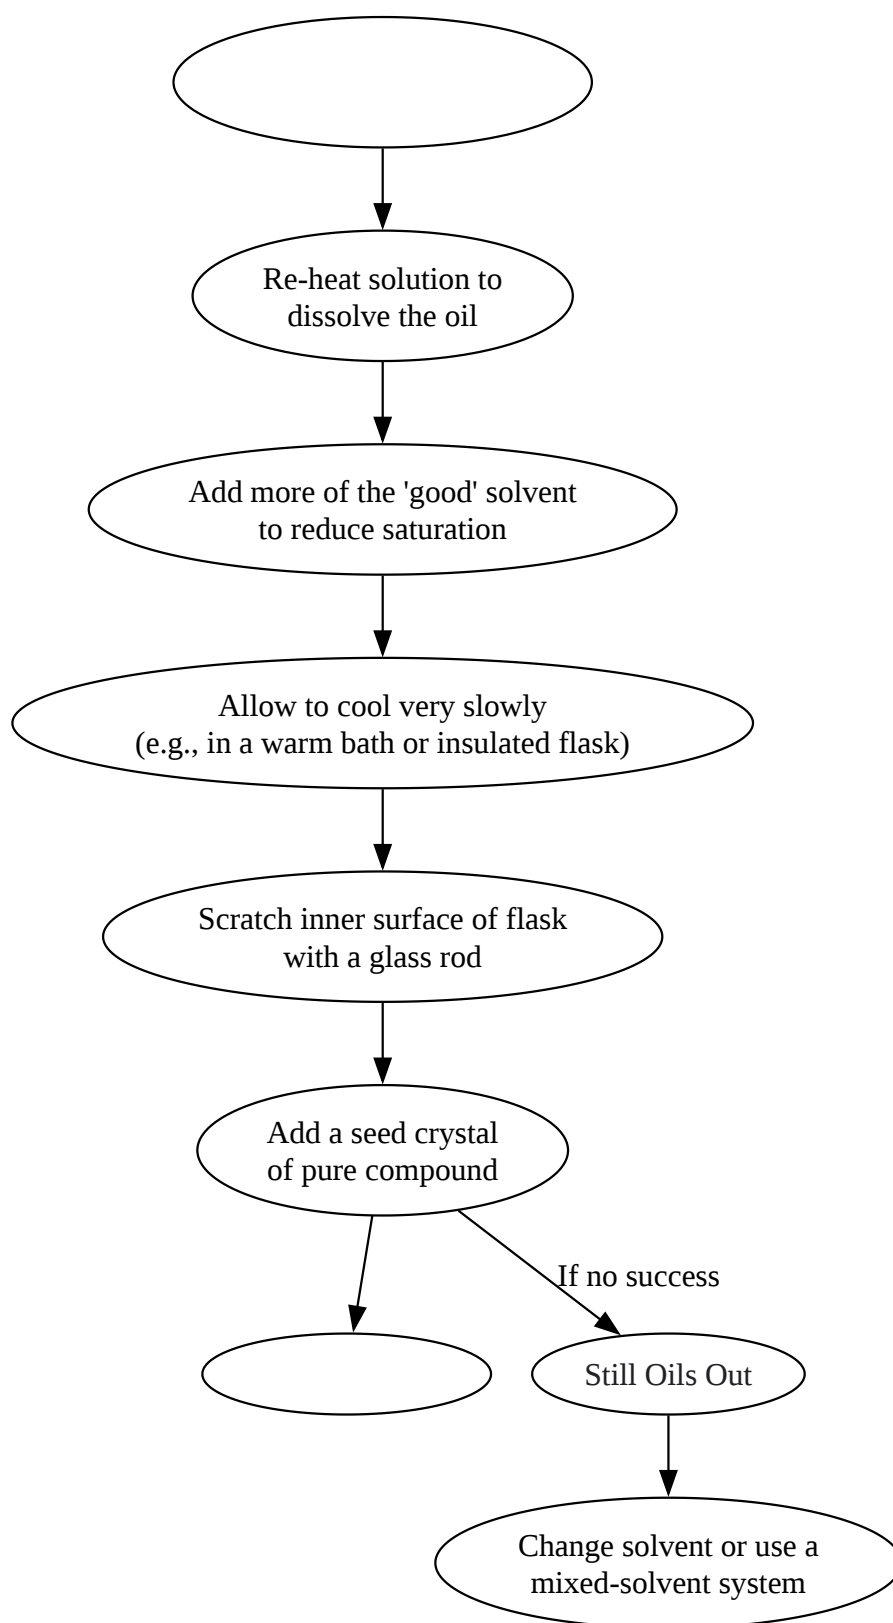 Re-heat solution to
dissolve the oil
Add more of the 'good' solvent
to reduce saturation
Allow to cool very slowly
(e.g., in a warm bath or insulated flask)
Scratch inner surface of flask
with a glass rod
Add a seed crystal
of pure compound
If no success
Still Oils Out
Change solvent or use a
mixed-solvent system